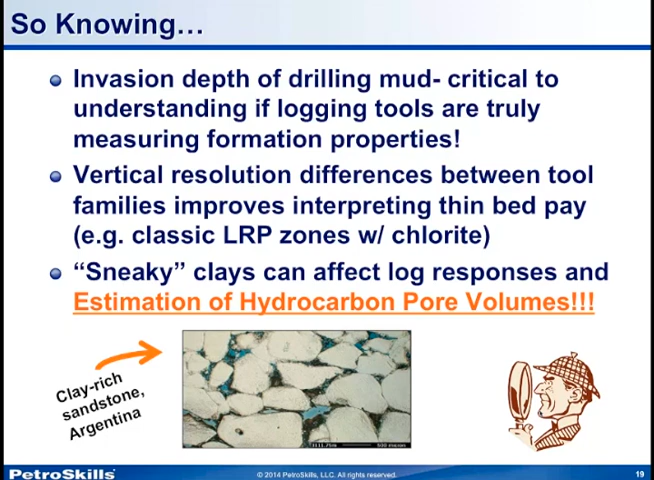 So Knowing…
Invasion depth of drilling mud- critical to
understanding if logging tools are truly
measuring formation properties!
Vertical resolution differences between tool
families improves interpreting thin bed pay
(e.g. classic LRP zones w/ chlorite)
“Sneaky” clays can affect log responses and
Estimation of Hydrocarbon Pore Volumes!!!
Clay-rich
sandstone,
Argentina
500 micron
PetroSkills
© 2014 PetroSkills, LLC. All rights reserved.
19